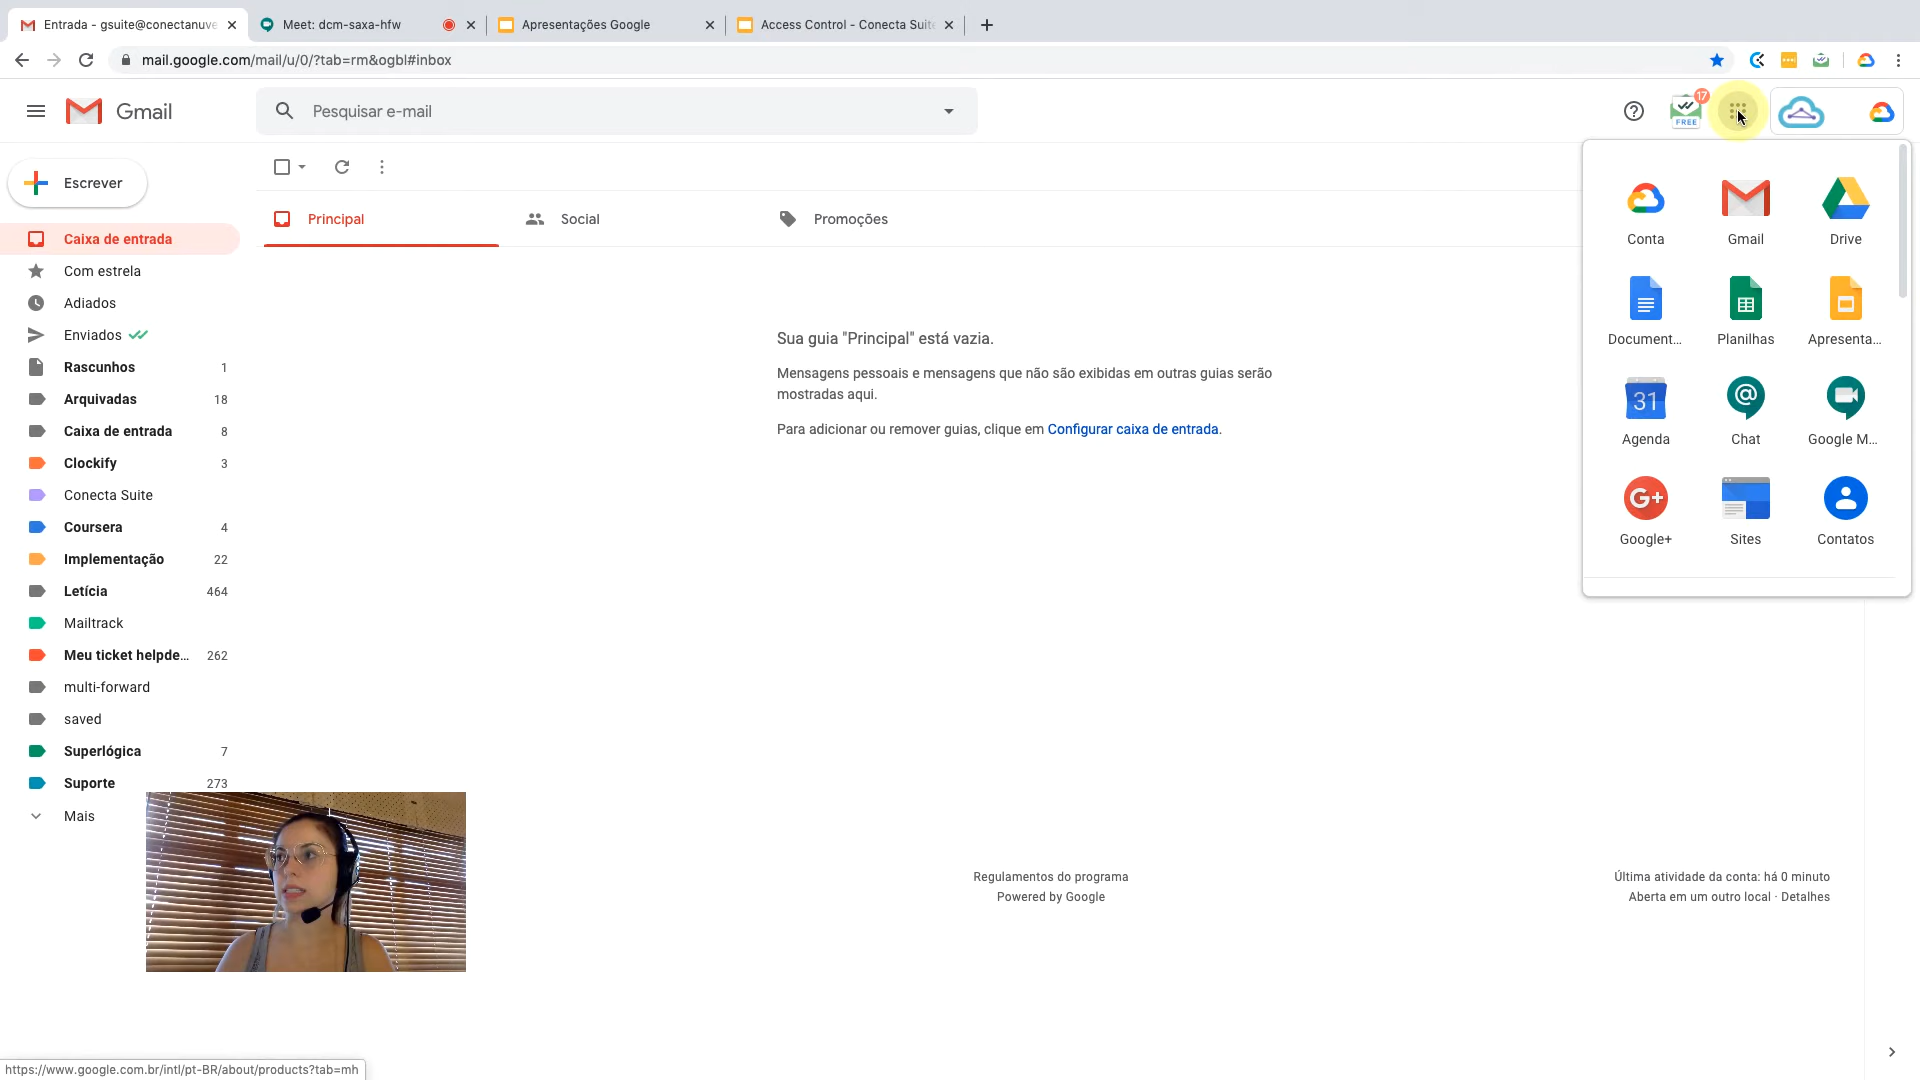 Entrada - gsuite@conectanuve
Meet: dcm-saxa-hfw
Apresentações Google
Access Control - Conecta Suite
mail.google.com/mail/u/0/?tab=rm&ogbl#inbox
Gmail
Pesquisar e-mail
17
FREE
Escrever
Principal
Social
Promoções
Caixa de entrada
Com estrela
Adiados
Enviados
Rascunhos 1
Arquivadas 18
Caixa de entrada 8
Clockify 3
Conecta Suite
Coursera 4
Implementação 22
Letícia 464
Mailtrack
Meu ticket helpde... 262
multi-forward
saved
Superlógica 7
Suporte 273
Mais
Sua guia "Principal" está vazia.
Mensagens pessoais e mensagens que não são exibidas em outras guias serão
mostradas aqui.
Para adicionar ou remover guias, clique em Configurar caixa de entrada.
Conta
Gmail
Drive
Document...
Planilhas
Apresenta...
31
Agenda
Chat
Google M...
G+
Google+
Sites
Contatos
Regulamentos do programa
Powered by Google
Última atividade da conta: há 0 minuto
Aberta em um outro local · Detalhes
https://www.google.com.br/intl/pt-BR/about/products?tab=mh